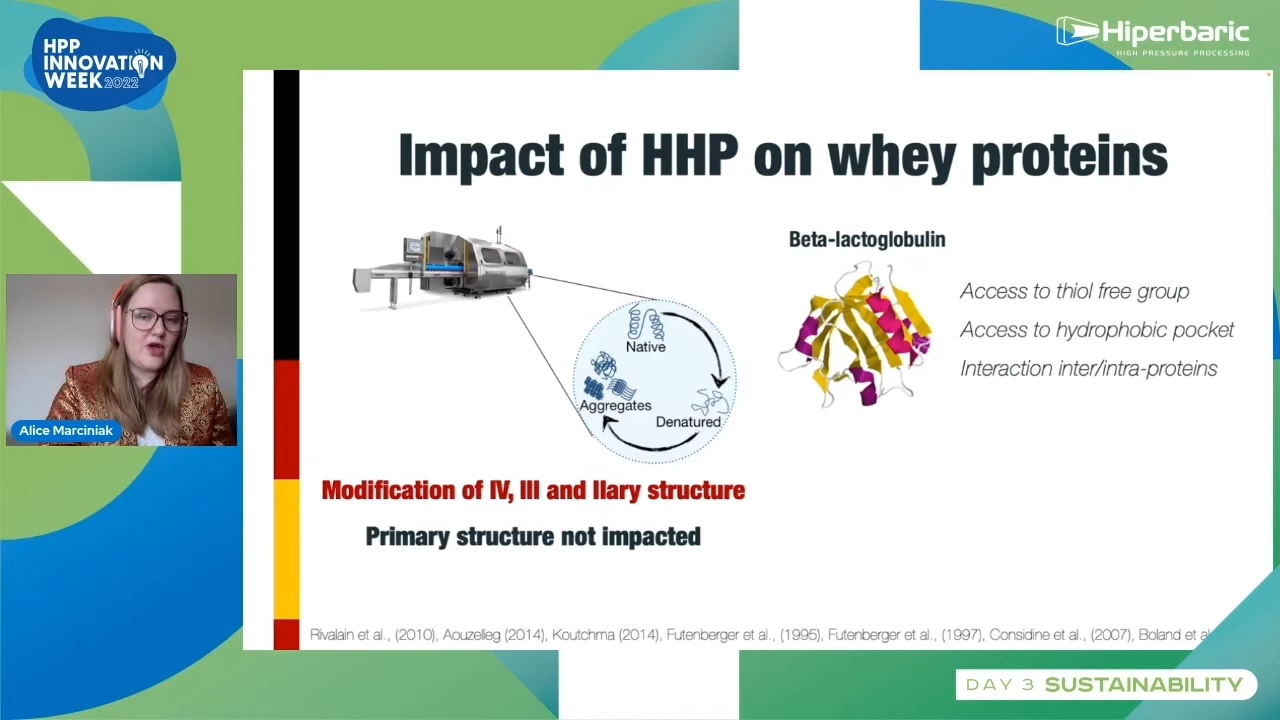 HPP
INNOVATION
WEEK 2022
Hiperbaric
HIGH PRESSURE PROCESSING
Impact of HHP on whey proteins
Beta-lactoglobulin
Access to thiol free group
Access to hydrophobic pocket
Interaction inter/intra-proteins
Native
Aggregates
Denatured
Alice Marciniak
Modification of IV, III and IIary structure
Primary structure not impacted
Rivalain et al., (2010), Aouzelleg (2014), Koutchma (2014), Futenberger et al., (1995), Futenberger et al., (1997), Considine et al., (2007), Boland et al
DAY 3 SUSTAINABILITY